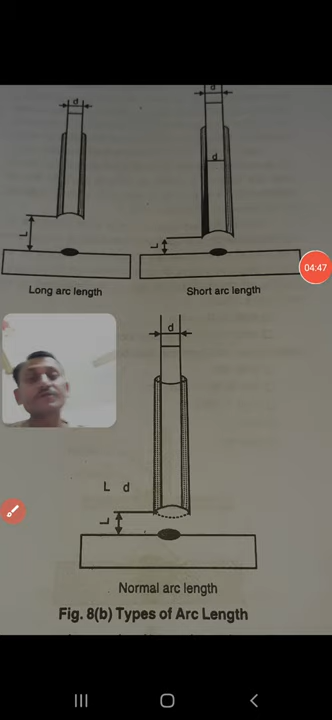 d
d
d
L
L
Long arc length
Short arc length
04:47
d
L d
L
Normal arc length
Fig. 8(b) Types of Arc Length